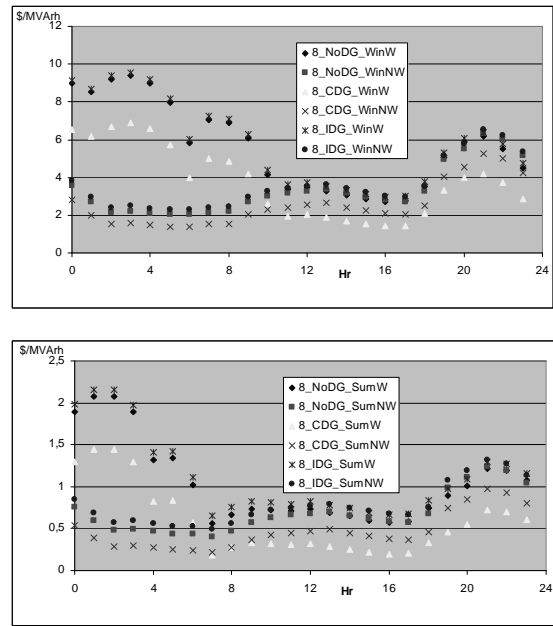 $/MVArh
12
10
8
6
4
2
0
8_NoDG_WinW
8_NoDG_WinNW
8_CDG_WinW
8_CDG_WinNW
8_IDG_WinW
8_IDG_WinNW
0 4 8 12 16 20 24
Hr
$/MVArh
2,5
2
1,5
1
0,5
0
8_NoDG_SumW
8_NoDG_SumNW
8_CDG_SumW
8_CDG_SumNW
8_IDG_SumW
8_IDG_SumNW
0 4 8 12 16 20 24
Hr